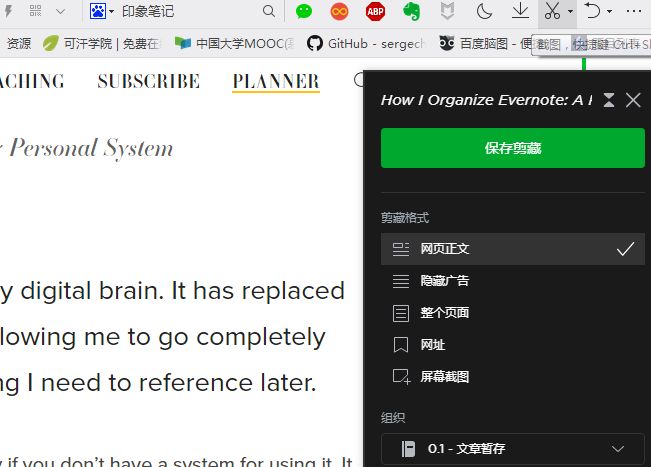 印象笔记
ABP
资源 可汗学院 | 免费在 中国大学MOOC( GitHub - sergech 百度脑图 - 便
截图，快捷键 Ctrl+Sh
ACHING SUBSCRIBE PLANNER
Personal System
How I Organize Evernote: A
保存剪藏
剪藏格式
网页正文
隐藏广告
整个页面
网址
屏幕截图
组织
0.1 - 文章暂存
y digital brain. It has replaced
lowing me to go completely
ng I need to reference later.
y if you don’t have a system for using it. It